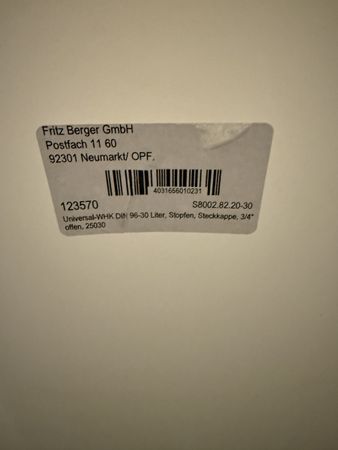 Fritz Berger GmbH
Postfach 11 60
92301 Neumarkt/ OPF.
4031656010231
123570 S8002.82.20-30
Universal-WHK DIN 96-30 Liter, Stopfen, Steckkappe, 3/4"
offen, 25030